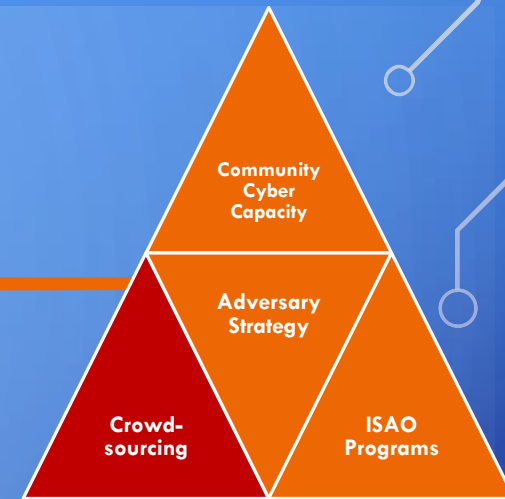 Community
Cyber
Capacity
Adversary
Strategy
Crowd-
sourcing
ISAO
Programs